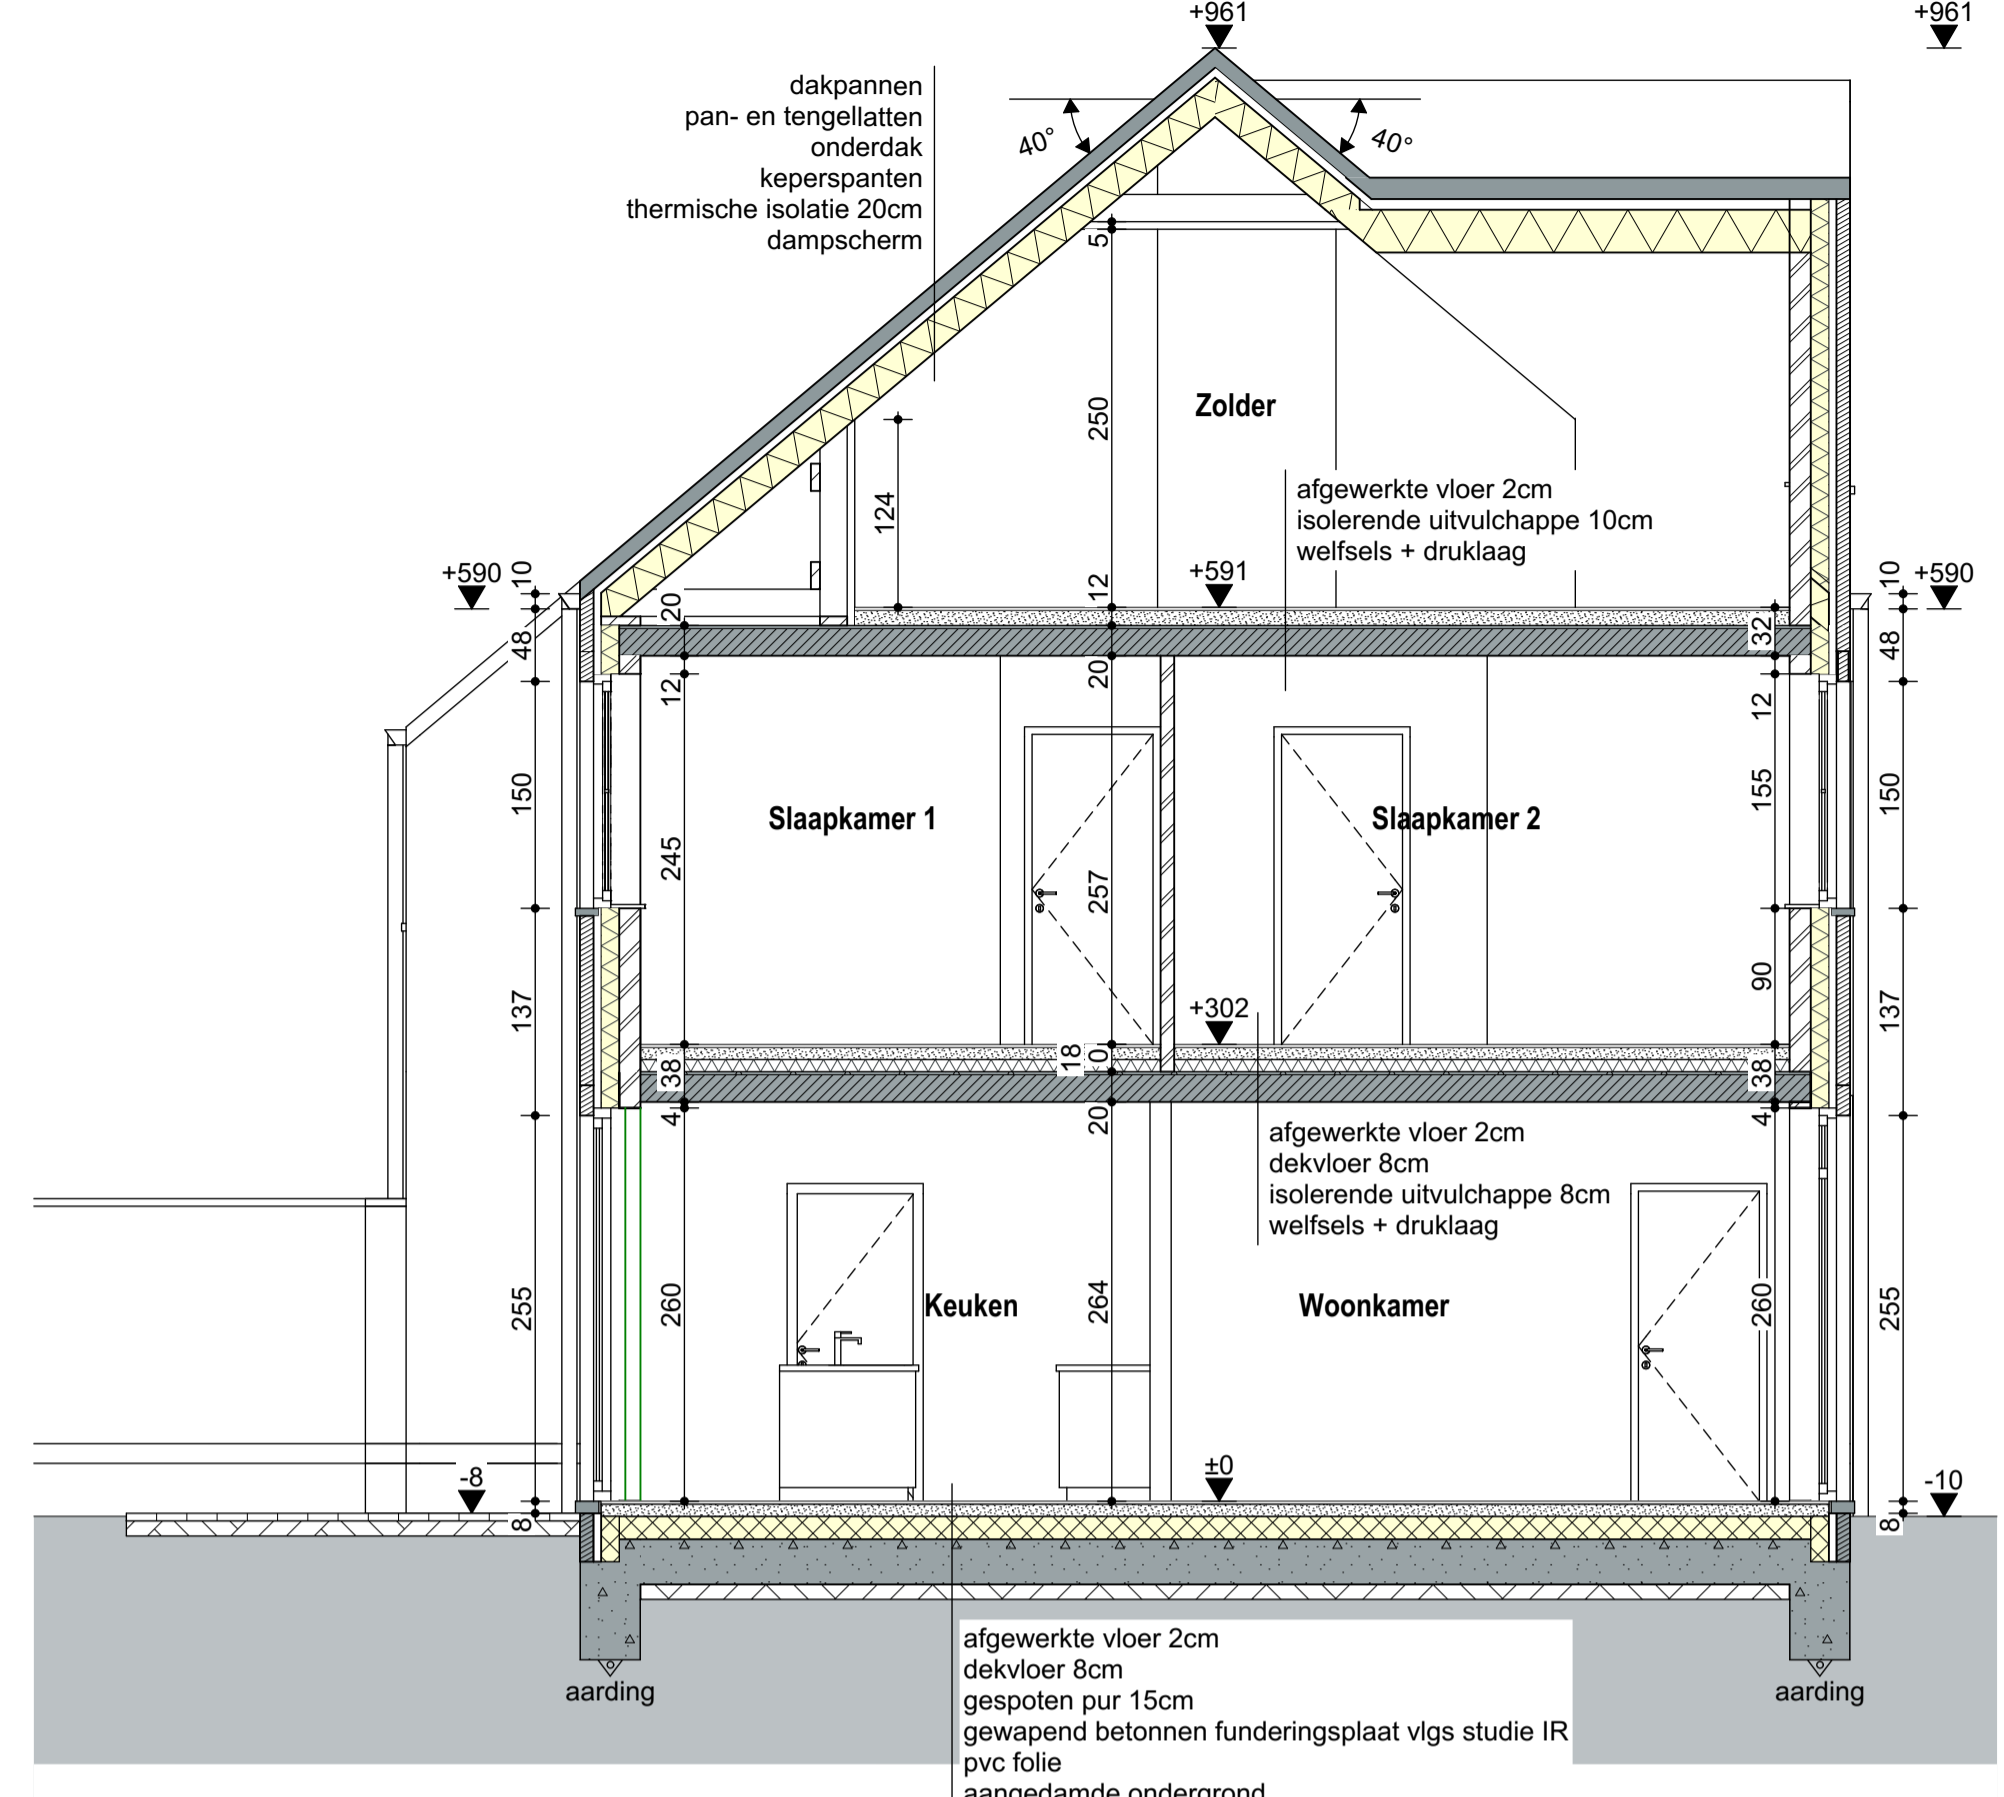 +961
+961
dakpannen
pan- en tengellatten
onderdak
keperspanten
thermische isolatie 20cm
dampscherm
40°
40°
5
250
Zolder
124
afgewerkte vloer 2cm
isolerende uitvulchappe 10cm
welfsels + druklaag
+590
10
+591
12
20
32
10
+590
48
48
12
20
12
150
245
Slaapkamer 1
257
Slaapkamer 2
155
150
137
+302
90
137
38
18
0
38
4
20
4
afgewerkte vloer 2cm
dekvloer 8cm
isolerende uitvulchappe 8cm
welfsels + druklaag
255
260
Keuken
264
Woonkamer
260
255
-8
±0
-10
8
8
aarding
aarding
afgewerkte vloer 2cm
dekvloer 8cm
gespoten pur 15cm
gewapend betonnen funderingsplaat vlgs studie IR
pvc folie
aangedamde ondergrond